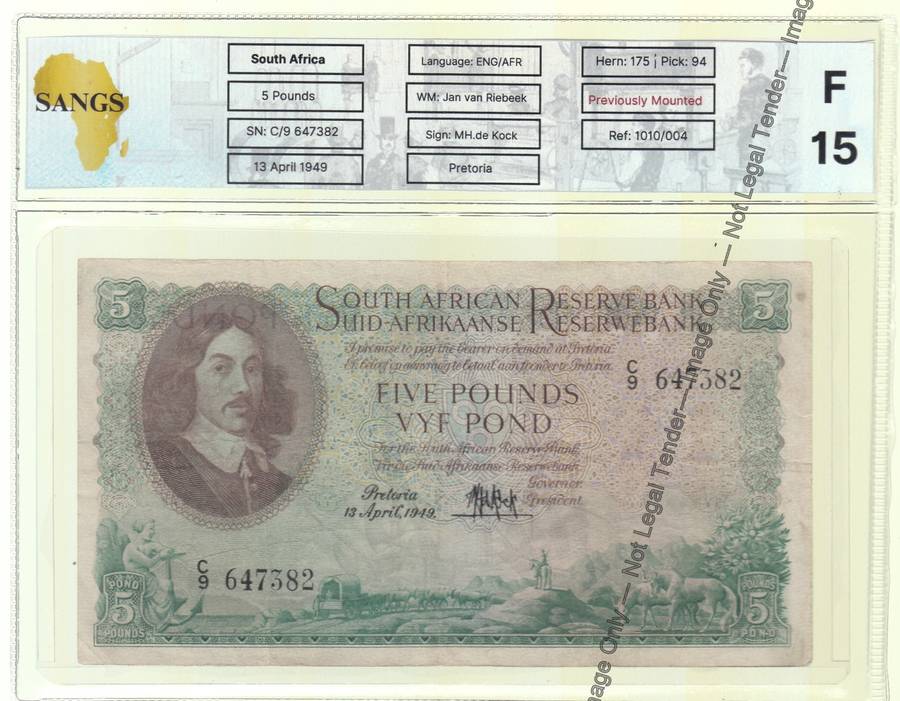 SANGS
South Africa
5 Pounds
SN: C/9 647382
13 April 1949
Language: ENG/AFR
WM: Jan van Riebeek
Sign: MH.de Kock
Pretoria
Hern: 175 | Pick: 94
Previously Mounted
Ref: 1010/004
F
15
5
SOUTH AFRICAN RESERVE BANK
SUID-AFRIKAANSE RESERWEBANK
5
I promise to pay the bearer on demand at Pretoria
Ek beloof op aanvraag te betaal aan toonder te Pretoria.
C/9 647382
FIVE POUNDS
VYF POND
For the South African Reserve Bank.
Vir die Suid-Afrikaanse Reserwebank.
Governor.
President.
Pretoria
13 April, 1949.
C/9 647382
POND
5
POUNDS
POUNDS
5
POND
Image Only — Not Legal Tender — Image Only — Not Legal Tender — Image